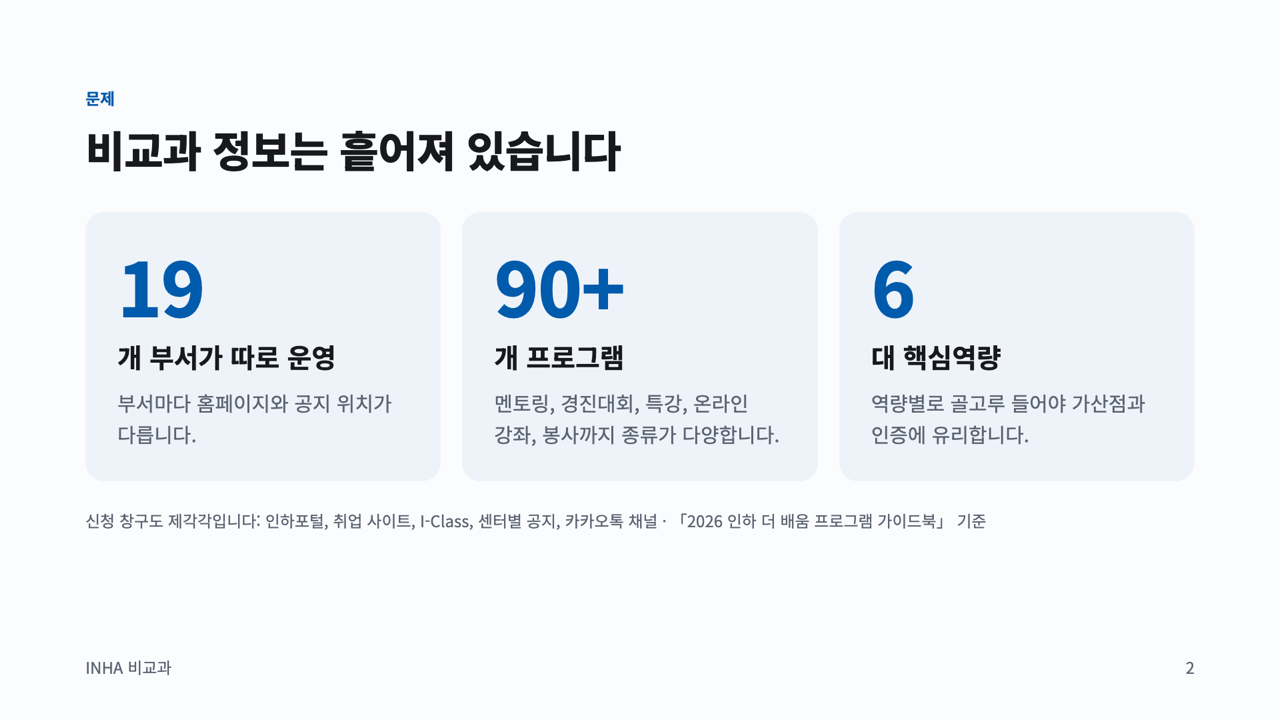 문제
비교과 정보는 흩어져 있습니다
19
개 부서가 따로 운영
부서마다 홈페이지와 공지 위치가
다릅니다.
90+
개 프로그램
멘토링, 경진대회, 특강, 온라인
강좌, 봉사까지 종류가 다양합니다.
6
대 핵심역량
역량별로 골고루 들어야 가산점과
인증에 유리합니다.
신청 창구도 제각각입니다: 인하포털, 취업 사이트, I-Class, 센터별 공지, 카카오톡 채널 · 「2026 인하 더 배움 프로그램 가이드북」 기준
INHA 비교과
2